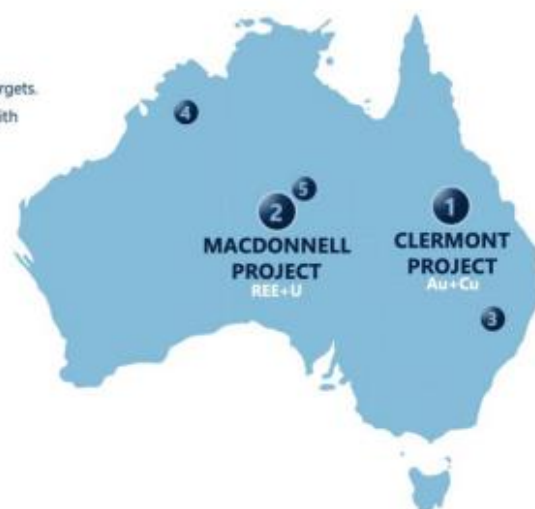 rgets.
ith
4
5
2
1
MACDONNELL
PROJECT
REE+U
CLERMONT
PROJECT
Au+Cu
3